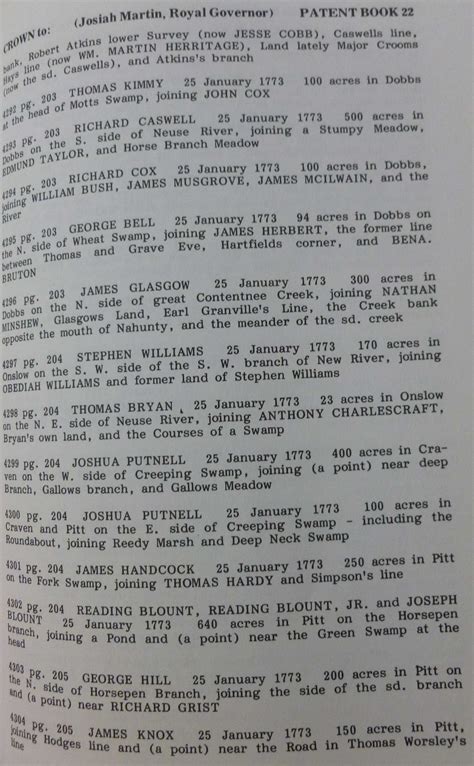 (Josiah Martin, Royal Governor) PATENT BOOK 22
CROWN to:
bank, Robert Atkins lower Survey (now JESSE COBB), Caswells line,
Hays line (now WM. MARTIN HERRITAGE), Land lately Major Crooms
(now the sd. Caswells), and Atkins's branch
4292 pg. 203 THOMAS KIMMY 25 January 1773 100 acres in Dobbs
at the head of Motts Swamp, joining JOHN COX
4293 pg. 203 RICHARD CASWELL 25 January 1773 500 acres in
Dobbs on the S. side of Neuse River, joining a Stumpy Meadow,
EDMUND TAYLOR, and Horse Branch Meadow
4294 pg. 203 RICHARD COX 25 January 1773 100 acres in Dobbs,
joining WILLIAM BUSH, JAMES MUSGROVE, JAMES MCILWAIN, and the
River
4295 pg. 203 GEORGE BELL 25 January 1773 94 acres in Dobbs on
the N. side of Wheat Swamp, joining JAMES HERBERT, the former line
between Thomas and Grave Eve, Hartfields corner, and BENA.
BRUTON
4296 pg. 203 JAMES GLASGOW 25 January 1773 300 acres in
Dobbs on the N. side of great Contentnee Creek, joining NATHAN
MINSHEW, Glasgows Land, Earl Granville's Line, the Creek bank
opposite the mouth of Nahunty, and the meander of the sd. creek
4297 pg. 204 STEPHEN WILLIAMS 25 January 1773 170 acres in
Onslow on the S. W. side of the S. W. branch of New River, joining
OBEDIAH WILLIAMS and former land of Stephen Williams
4298 pg. 204 THOMAS BRYAN, 25 January 1773 23 acres in Onslow
on the N. E. side of Neuse River, joining ANTHONY CHARLESCRAFT,
Bryan's own land, and the Courses of a Swamp
4299 pg. 204 JOSHUA PUTNELL 25 January 1773 400 acres in Cra-
ven on the W. side of Creeping Swamp, joining (a point) near deep
Branch, Gallows branch, and Gallows Meadow
4300 pg. 204 JOSHUA PUTNELL 25 January 1773 100 acres in
Craven and Pitt on the E. side of Creeping Swamp - including the
Roundabout, joining Reedy Marsh and Deep Neck Swamp
4301 pg. 204 JAMES HANDCOCK 25 January 1773 250 acres in Pitt
on the Fork Swamp, joining THOMAS HARDY and Simpson's line
4302 pg. 204 READING BLOUNT, READING BLOUNT, JR. and JOSEPH
BLOUNT 25 January 1773 640 acres in Pitt on the Horsepen
branch, joining a Pond and (a point) near the Green Swamp at the
head
4303 pg. 205 GEORGE HILL 25 January 1773 200 acres in Pitt on
the N. side of Horsepen Branch, joining the side of the sd. branch
and (a point) near RICHARD GRIST
4304 pg. 205 JAMES KNOX 25 January 1773 150 acres in Pitt,
joining Hodges line and (a point) near the Road in Thomas Worsley's
line